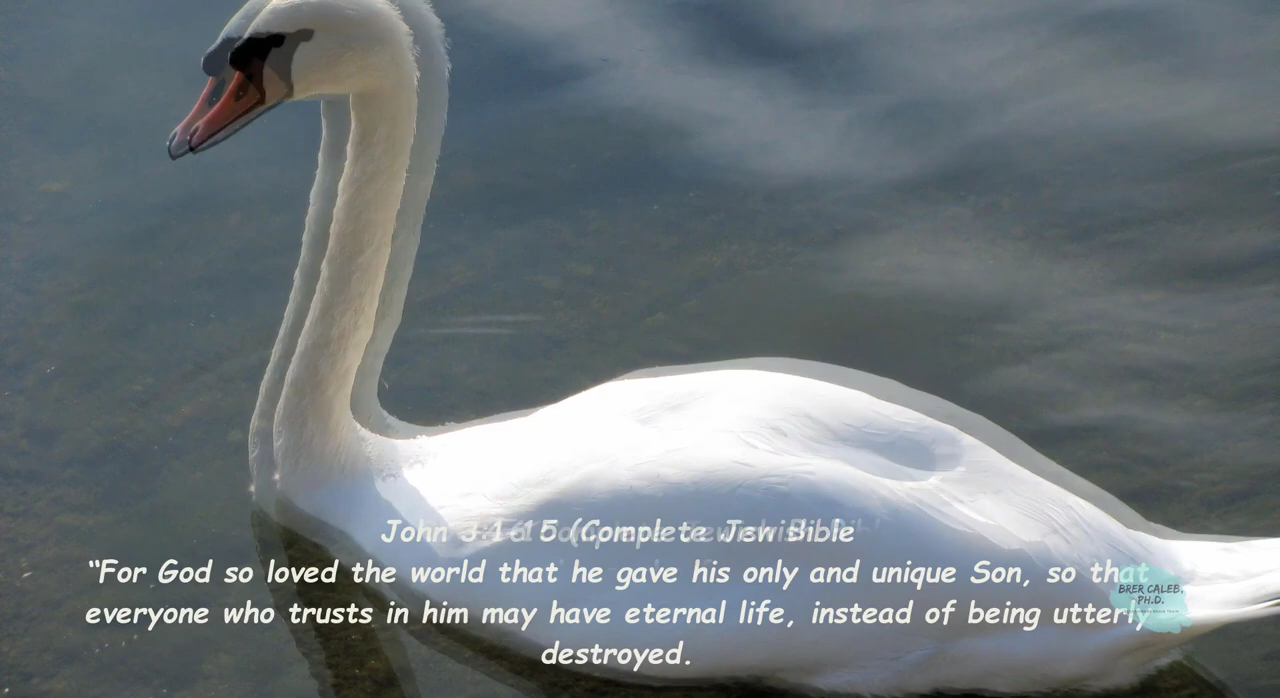 John (Complete Bible
“For God so loved the world that he gave his only and unique Son, so that
everyone who trusts in him may have eternal life, instead of being utterly
destroyed.
BRER CALEB,
PH.D.